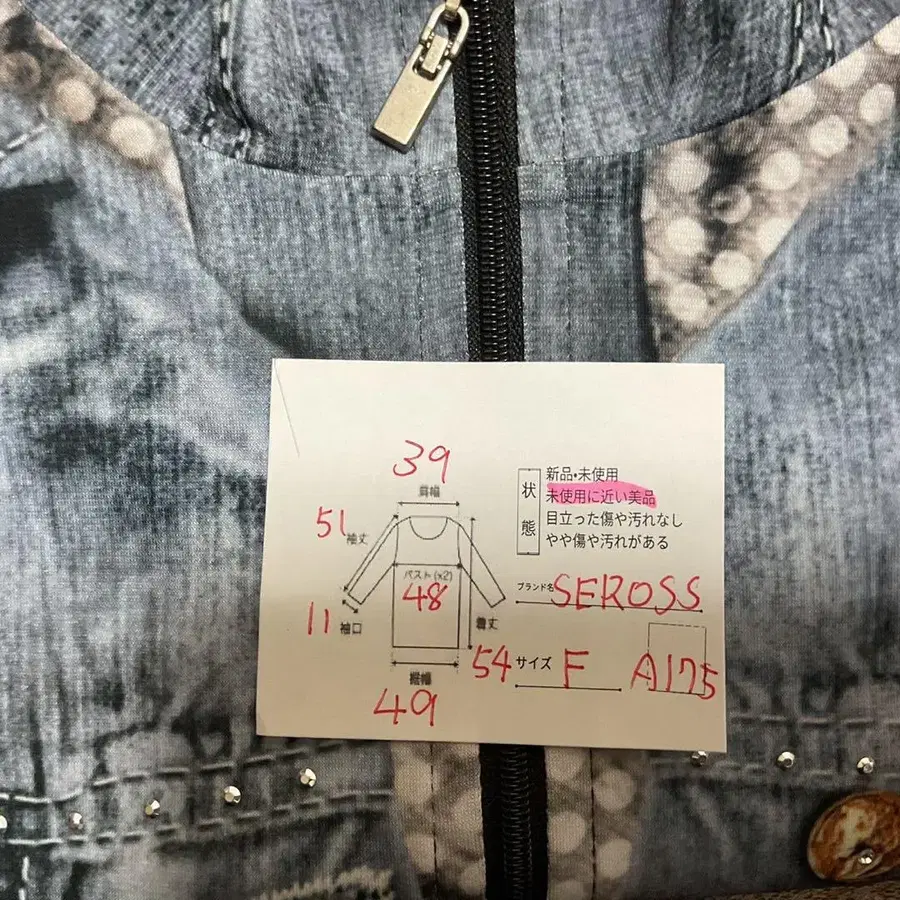 39
肩幅
51
袖丈
バスト(x2)
48
11
袖口
着丈
54
裾幅
49
状態
新品・未使用
未使用に近い美品
目立った傷や汚れなし
やや傷や汚れがある
ブランド名 SEROSS
サイズ F
A175